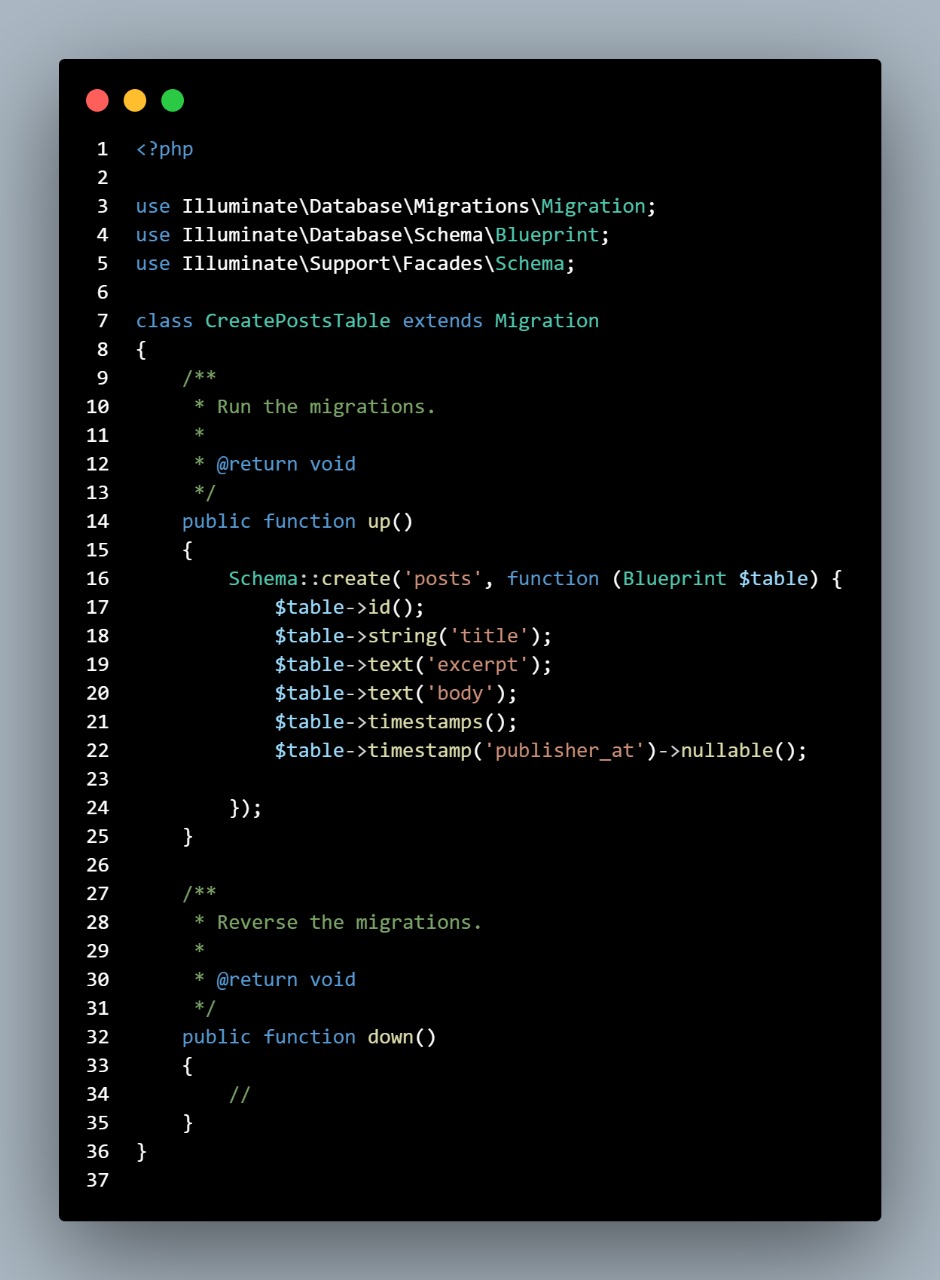 1 <?php
2
3 use Illuminate\Database\Migrations\Migration;
4 use Illuminate\Database\Schema\Blueprint;
5 use Illuminate\Support\Facades\Schema;
6
7 class CreatePostsTable extends Migration
8 {
9     /**
10      * Run the migrations.
11      *
12      * @return void
13      */
14     public function up()
15     {
16         Schema::create('posts', function (Blueprint $table) {
17             $table->id();
18             $table->string('title');
19             $table->text('excerpt');
20             $table->text('body');
21             $table->timestamps();
22             $table->timestamp('publisher_at')->nullable();
23
24         });
25     }
26
27     /**
28      * Reverse the migrations.
29      *
30      * @return void
31      */
32     public function down()
33     {
34         //
35     }
36 }
37